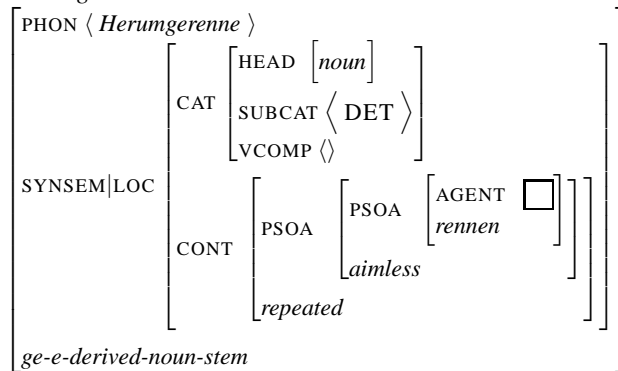 PHON ⟨ Herumgerenne ⟩
HEAD [noun]
CAT SUBCAT ⟨ DET ⟩
VCOMP ⟨⟩
SYNSEM|LOC
AGENT
PSOA
rennen
PSOA
aimless
CONT
repeated
ge-e-derived-noun-stem